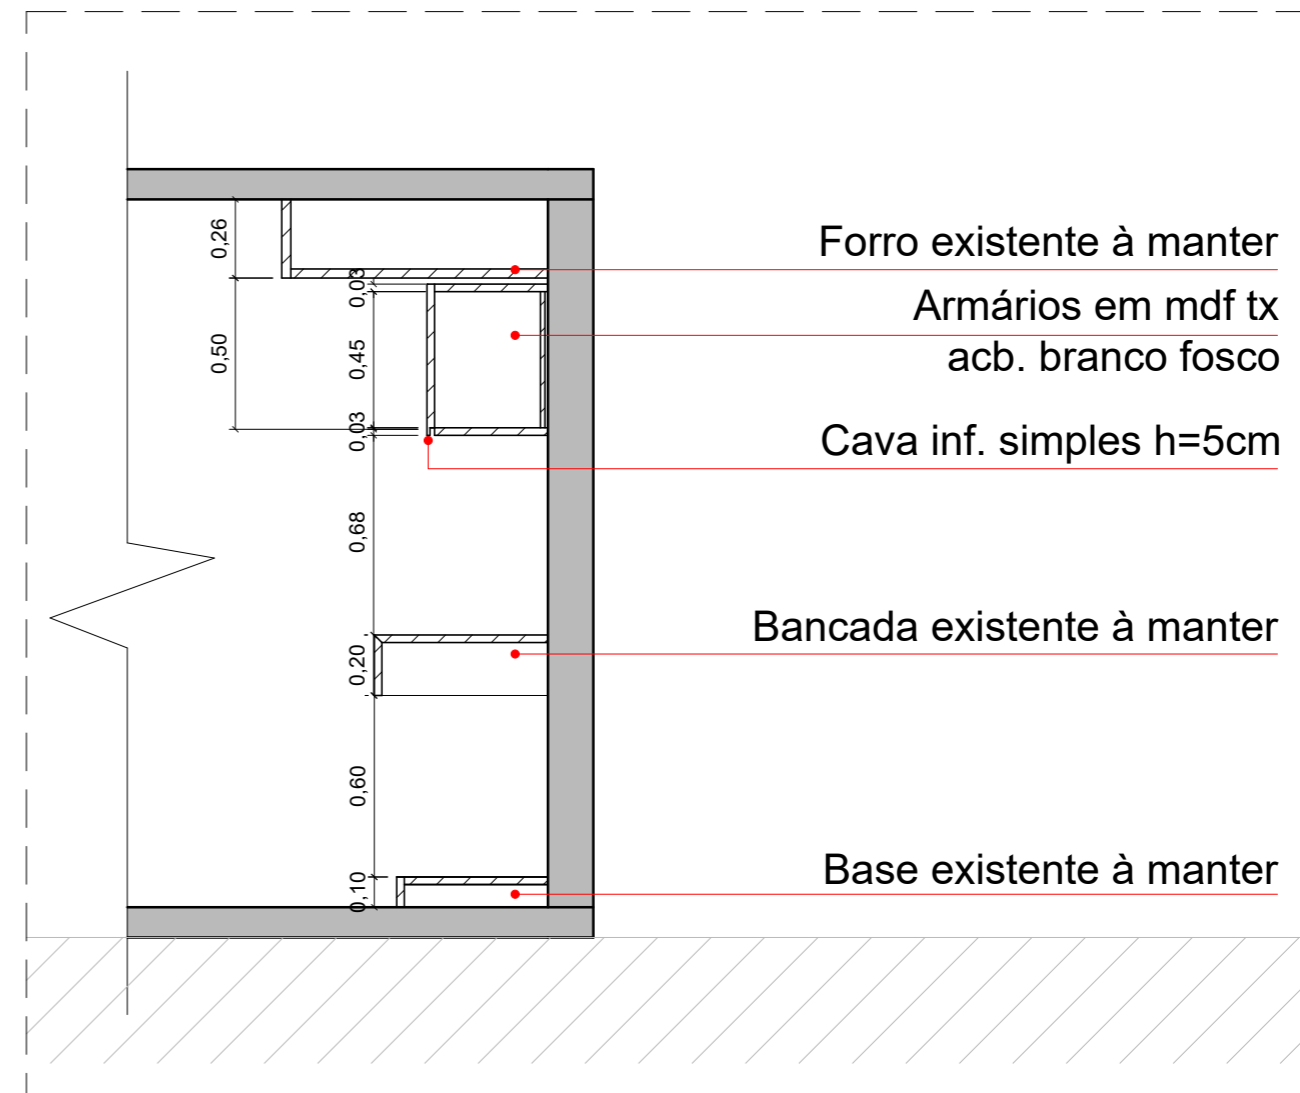 0,26
0,03
Forro existente à manter
Armários em mdf tx
acb. branco fosco
0,50
0,45
0,03
Cava inf. simples h=5cm
0,68
Bancada existente à manter
0,20
0,60
Base existente à manter
0,10